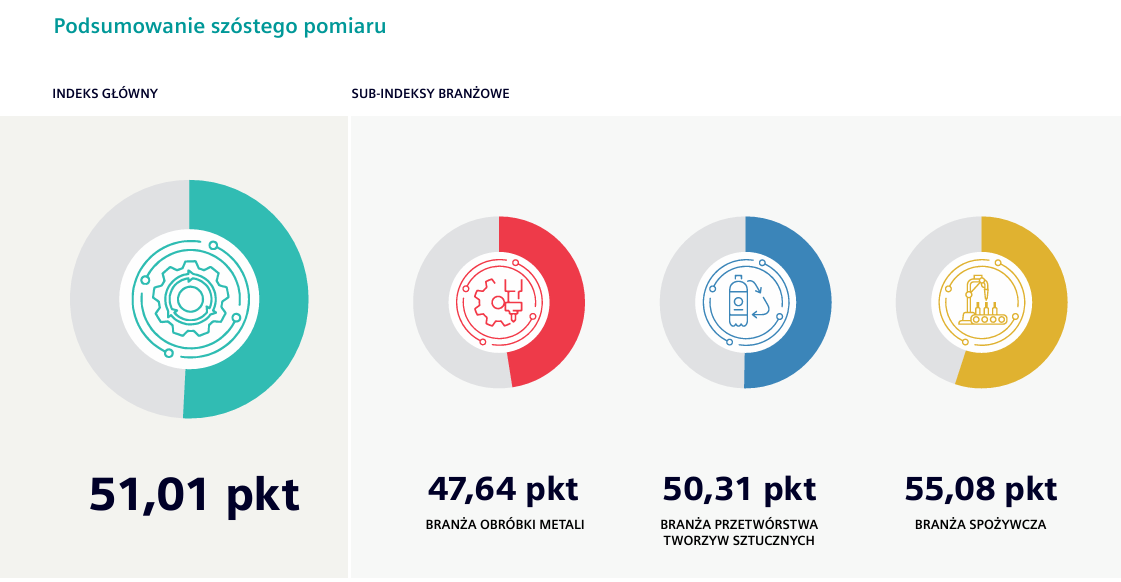 Podsumowanie szóstego pomiaru
INDEKS GŁÓWNY
SUB-INDEKSY BRANŻOWE
51,01 pkt
47,64 pkt
BRANŻA OBRÓBKI METALI
50,31 pkt
BRANŻA PRZETWÓRSTWA
TWORZYW SZTUCZNYCH
55,08 pkt
BRANŻA SPOŻYWCZA